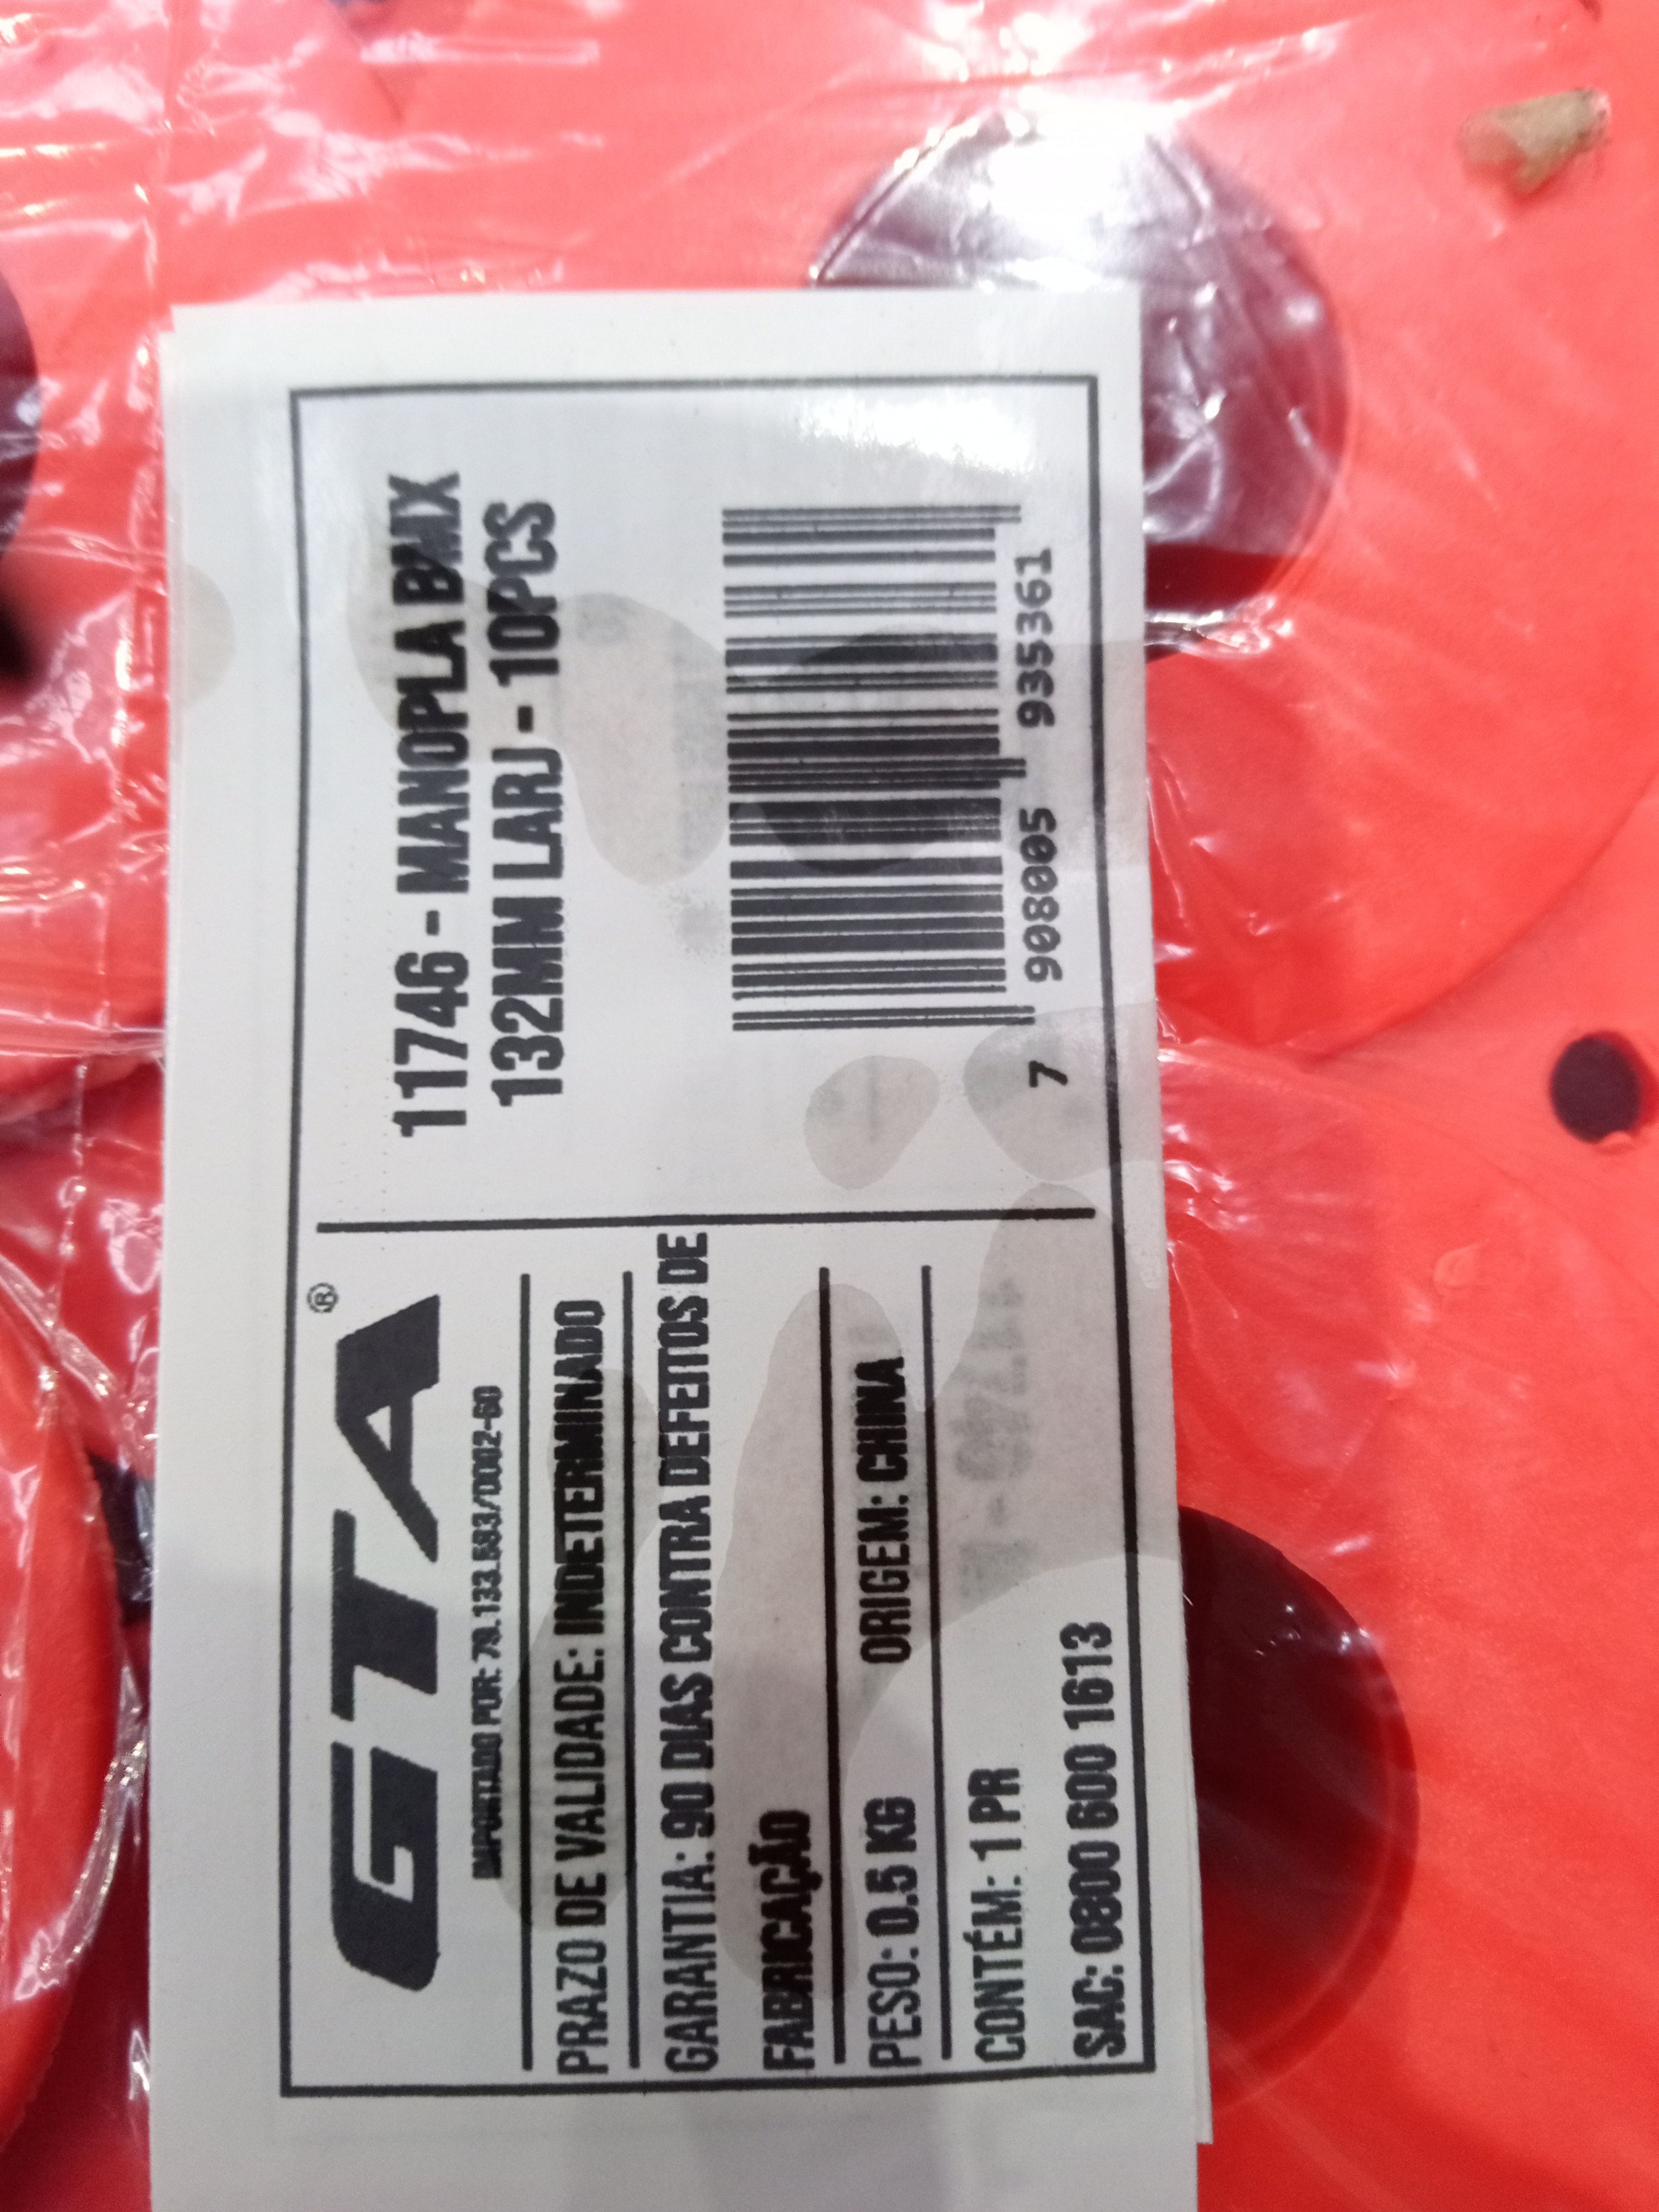 GTA®
IMPORTADO POR: 79.133.583/0002-60
PRAZO DE VALIDADE: INDETERMINADO
GARANTIA: 90 DIAS CONTRA DEFEITOS DE
FABRICAÇÃO
PESO: 0.5 KG ORIGEM: CHINA
CONTÉM: 1 PR
SAC: 0800 600 1613
11746 - MANOPLA BMX
132MM LARJ - 10PCS
7 908005 935361